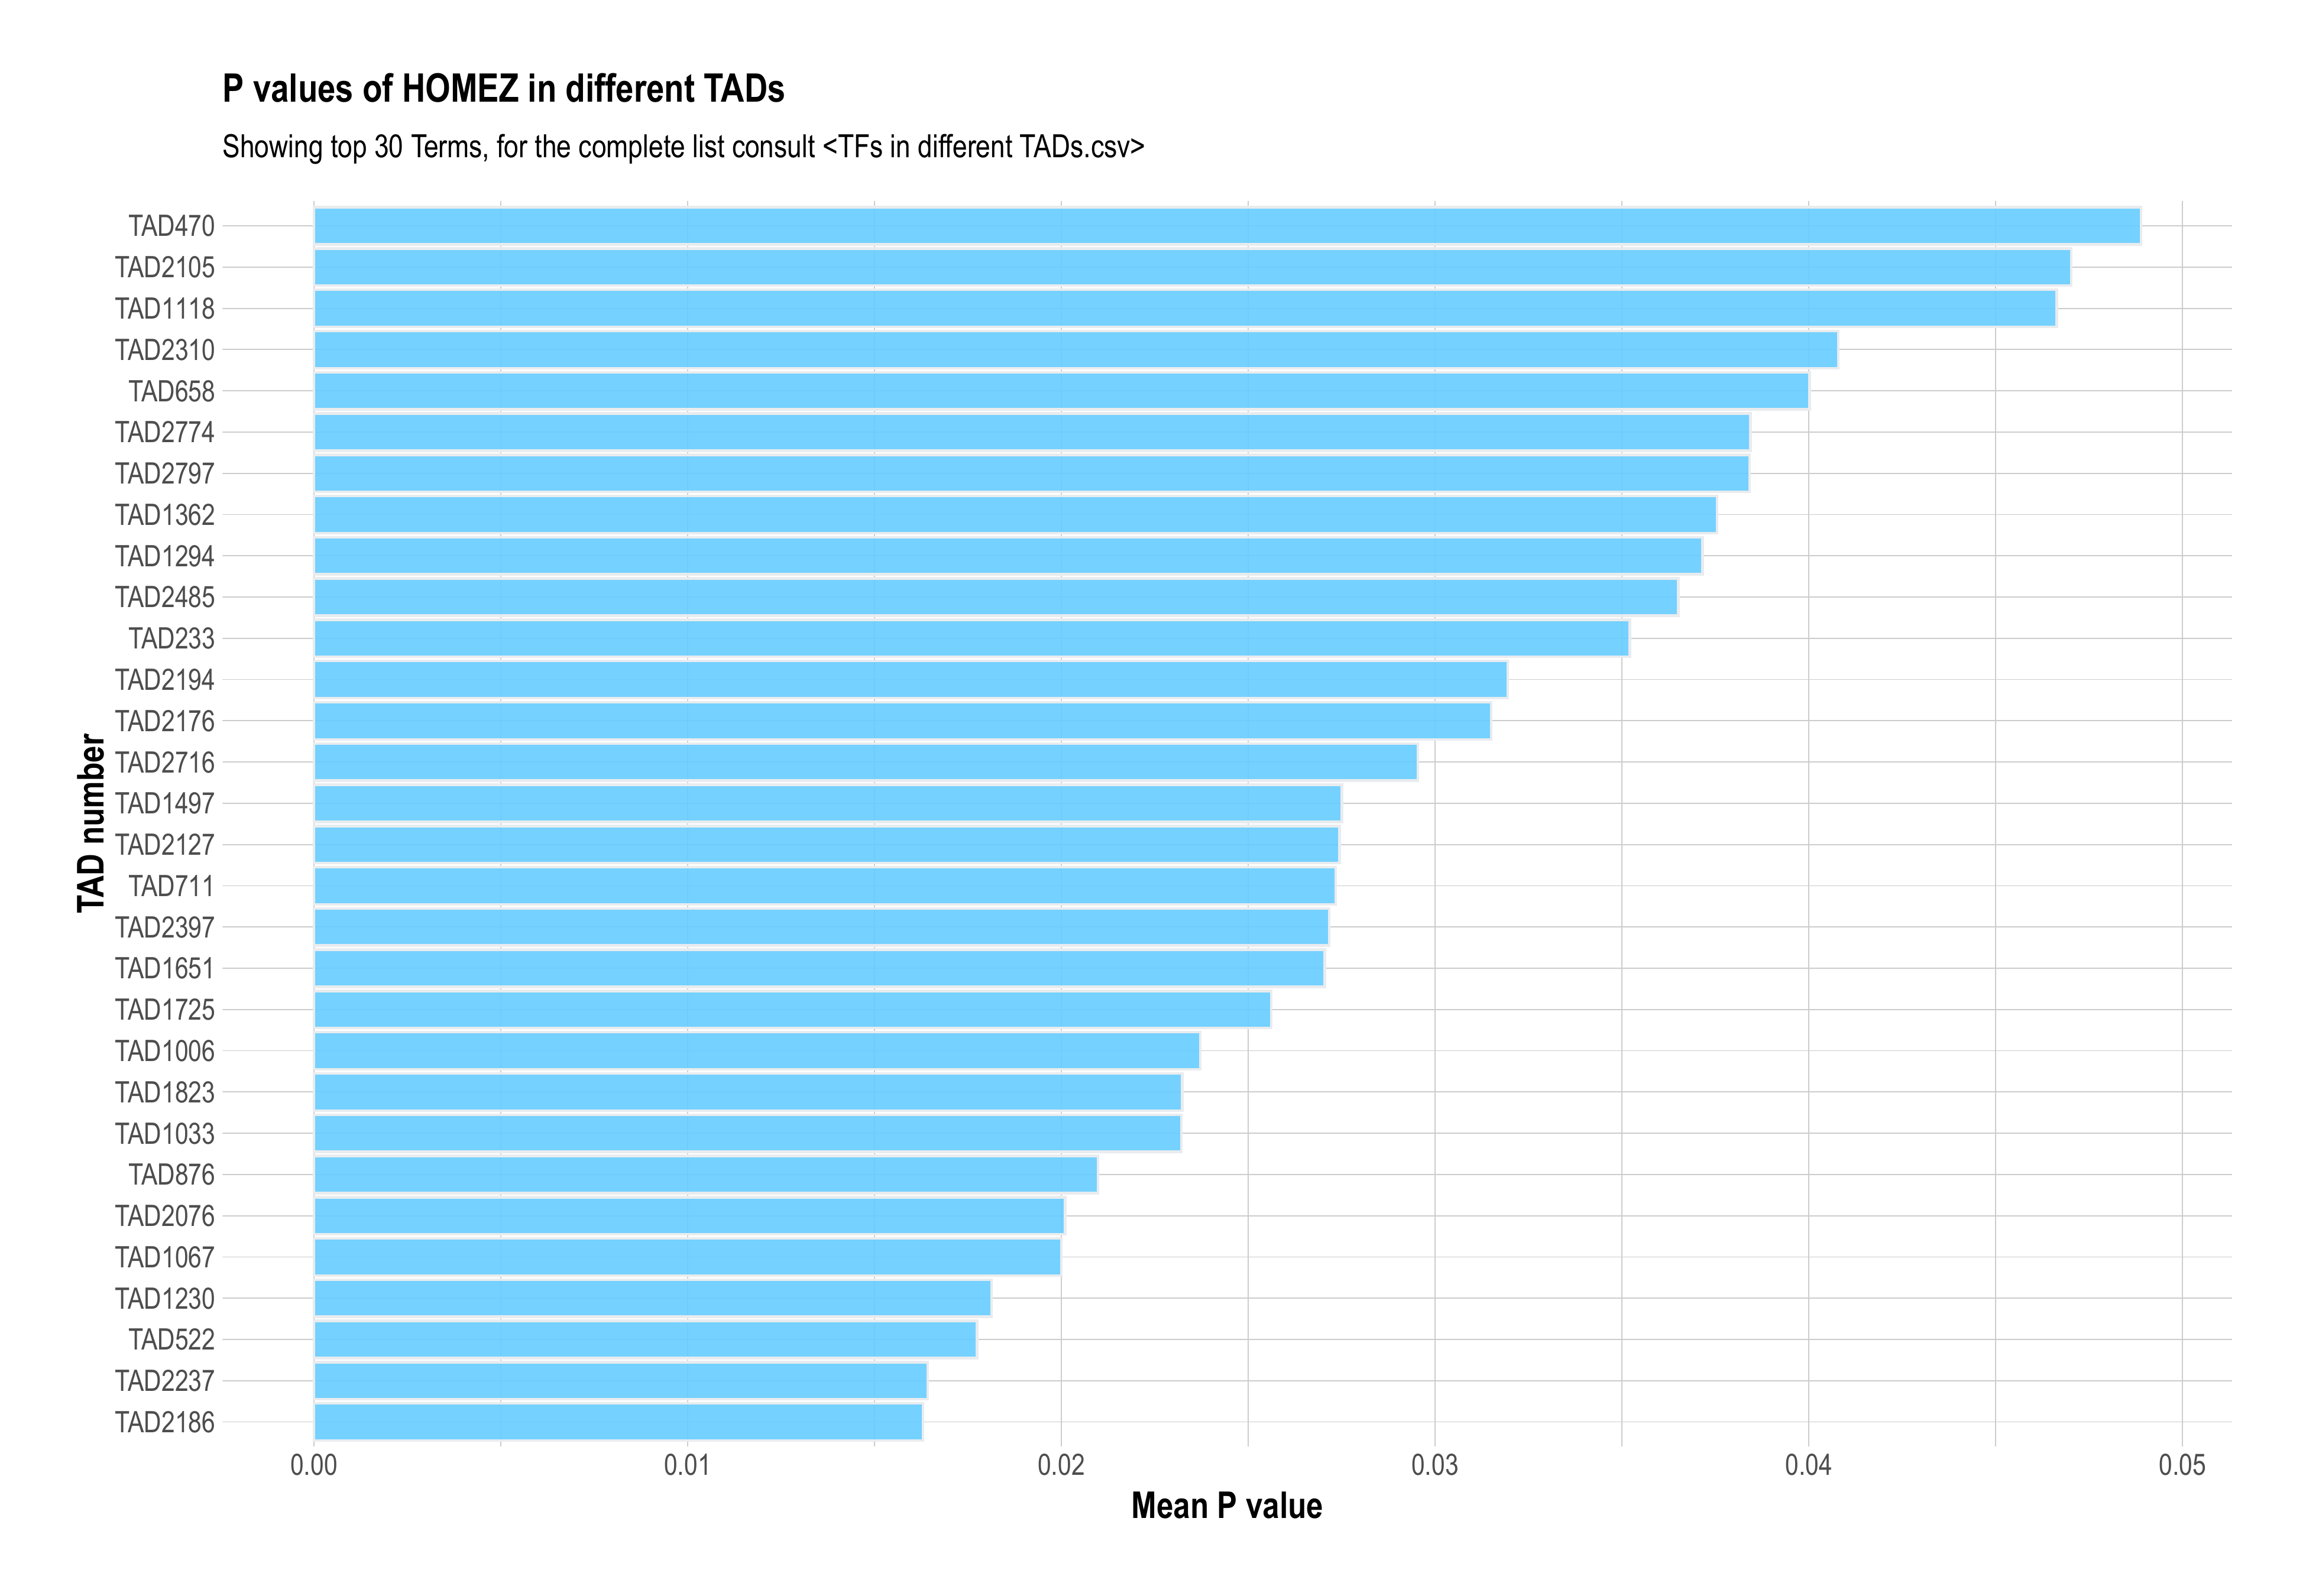 P values of HOMEZ in different TADs
Showing top 30 Terms, for the complete list consult <TFs in different TADs.csv>
TAD number
TAD470
TAD2105
TAD1118
TAD2310
TAD658
TAD2774
TAD2797
TAD1362
TAD1294
TAD2485
TAD233
TAD2194
TAD2176
TAD2716
TAD1497
TAD2127
TAD711
TAD2397
TAD1651
TAD1725
TAD1006
TAD1823
TAD1033
TAD876
TAD2076
TAD1067
TAD1230
TAD522
TAD2237
TAD2186
0.00 0.01 0.02 0.03 0.04 0.05
Mean P value